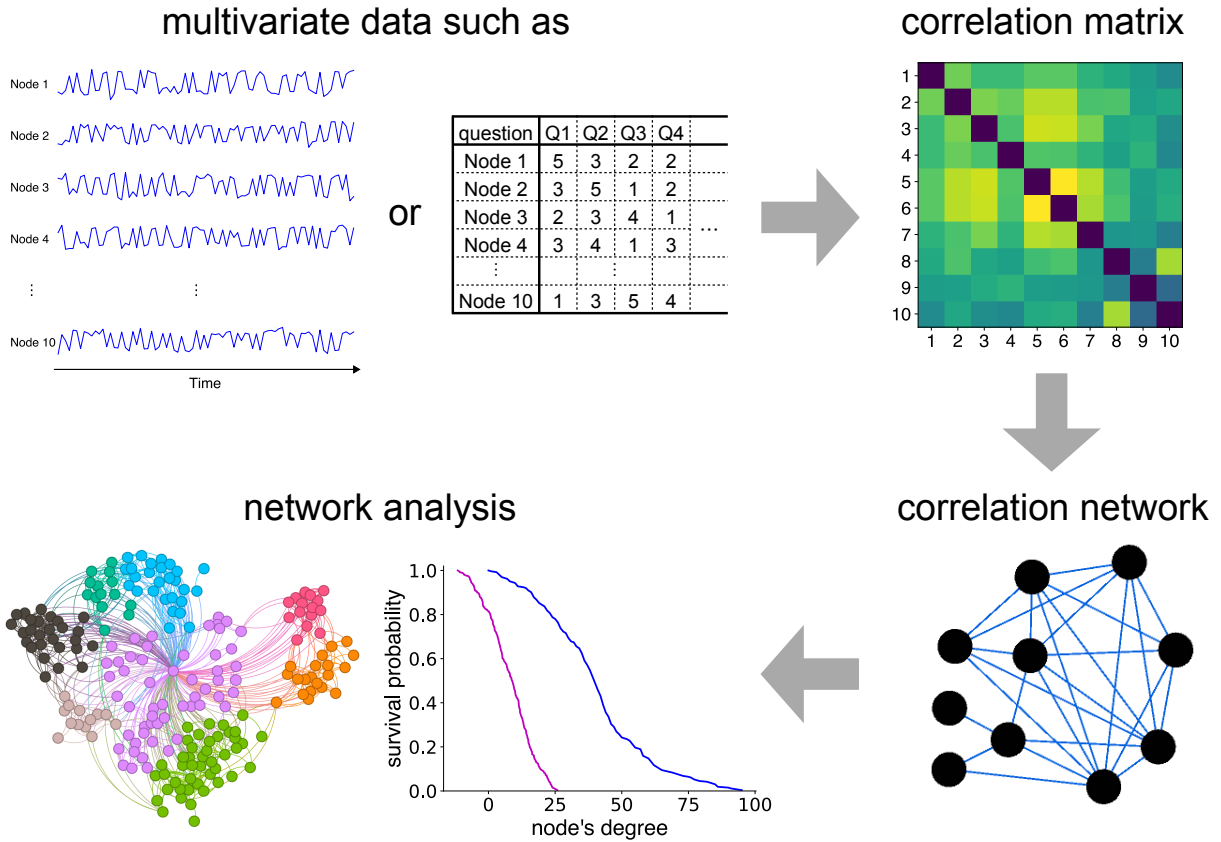 multivariate data such as
Node 1
Node 2
Node 3
Node 4
⋮ ⋮
Node 10
Time
or
question Q1 Q2 Q3 Q4
Node 1 5 3 2 2
Node 2 3 5 1 2
Node 3 2 3 4 1
Node 4 3 4 1 3
...
⋮ ⋮
Node 10 1 3 5 4
correlation matrix
1
2
3
4
5
6
7
8
9
10
1 2 3 4 5 6 7 8 9 10
correlation network
network analysis
survival probability
1.0
0.8
0.6
0.4
0.2
0.0
0 25 50 75 100
node's degree